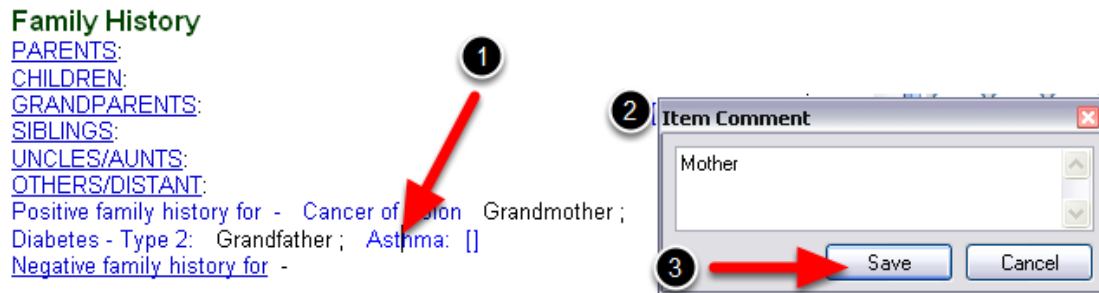 Family History
PARENTS:
CHILDREN:
GRANDPARENTS:
SIBLINGS:
UNCLES/AUNTS:
OTHERS/DISTANT:
Positive family history for - Cancer of Grandmother ;
Diabetes - Type 2: Grandfather ; Asthma: []
Negative family history for -
1
2
Item Comment
Mother
3
Save Cancel